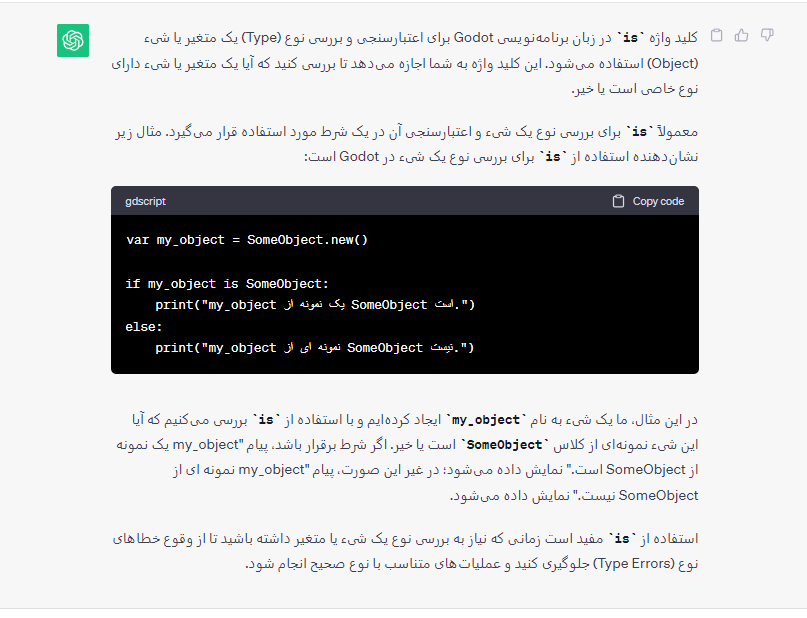 کلید واژه `is` در زبان برنامه‌نویسی Godot برای اعتبارسنجی و بررسی نوع (Type) یک متغیر یا شیء
(Object) استفاده می‌شود. این کلید واژه به شما اجازه می‌دهد تا بررسی کنید که آیا یک متغیر یا شیء دارای
نوع خاصی است یا خیر.
معمولاً `is` برای بررسی نوع یک شیء و اعتبارسنجی آن در یک شرط مورد استفاده قرار می‌گیرد. مثال زیر
نشان‌دهنده استفاده از `is` برای بررسی نوع یک شیء در Godot است:
gdscript Copy code
var my_object = SomeObject.new()
if my_object is SomeObject:
    print("my_object یک نمونه از SomeObject است.")
else:
    print("my_object نمونه ای از SomeObject نیست.")
در این مثال، ما یک شیء به نام `my_object` ایجاد کرده‌ایم و با استفاده از `is` بررسی می‌کنیم که آیا
این شیء نمونه‌ای از کلاس `SomeObject` است یا خیر. اگر شرط برقرار باشد، پیام "my_object یک نمونه
از SomeObject است." نمایش داده می‌شود؛ در غیر این صورت، پیام "my_object نمونه ای از
SomeObject نیست." نمایش داده می‌شود.
استفاده از `is` مفید است زمانی که نیاز به بررسی نوع یک شیء یا متغیر داشته باشید تا از وقوع خطاهای
نوع (Type Errors) جلوگیری کنید و عملیات‌های متناسب با نوع صحیح انجام شود.